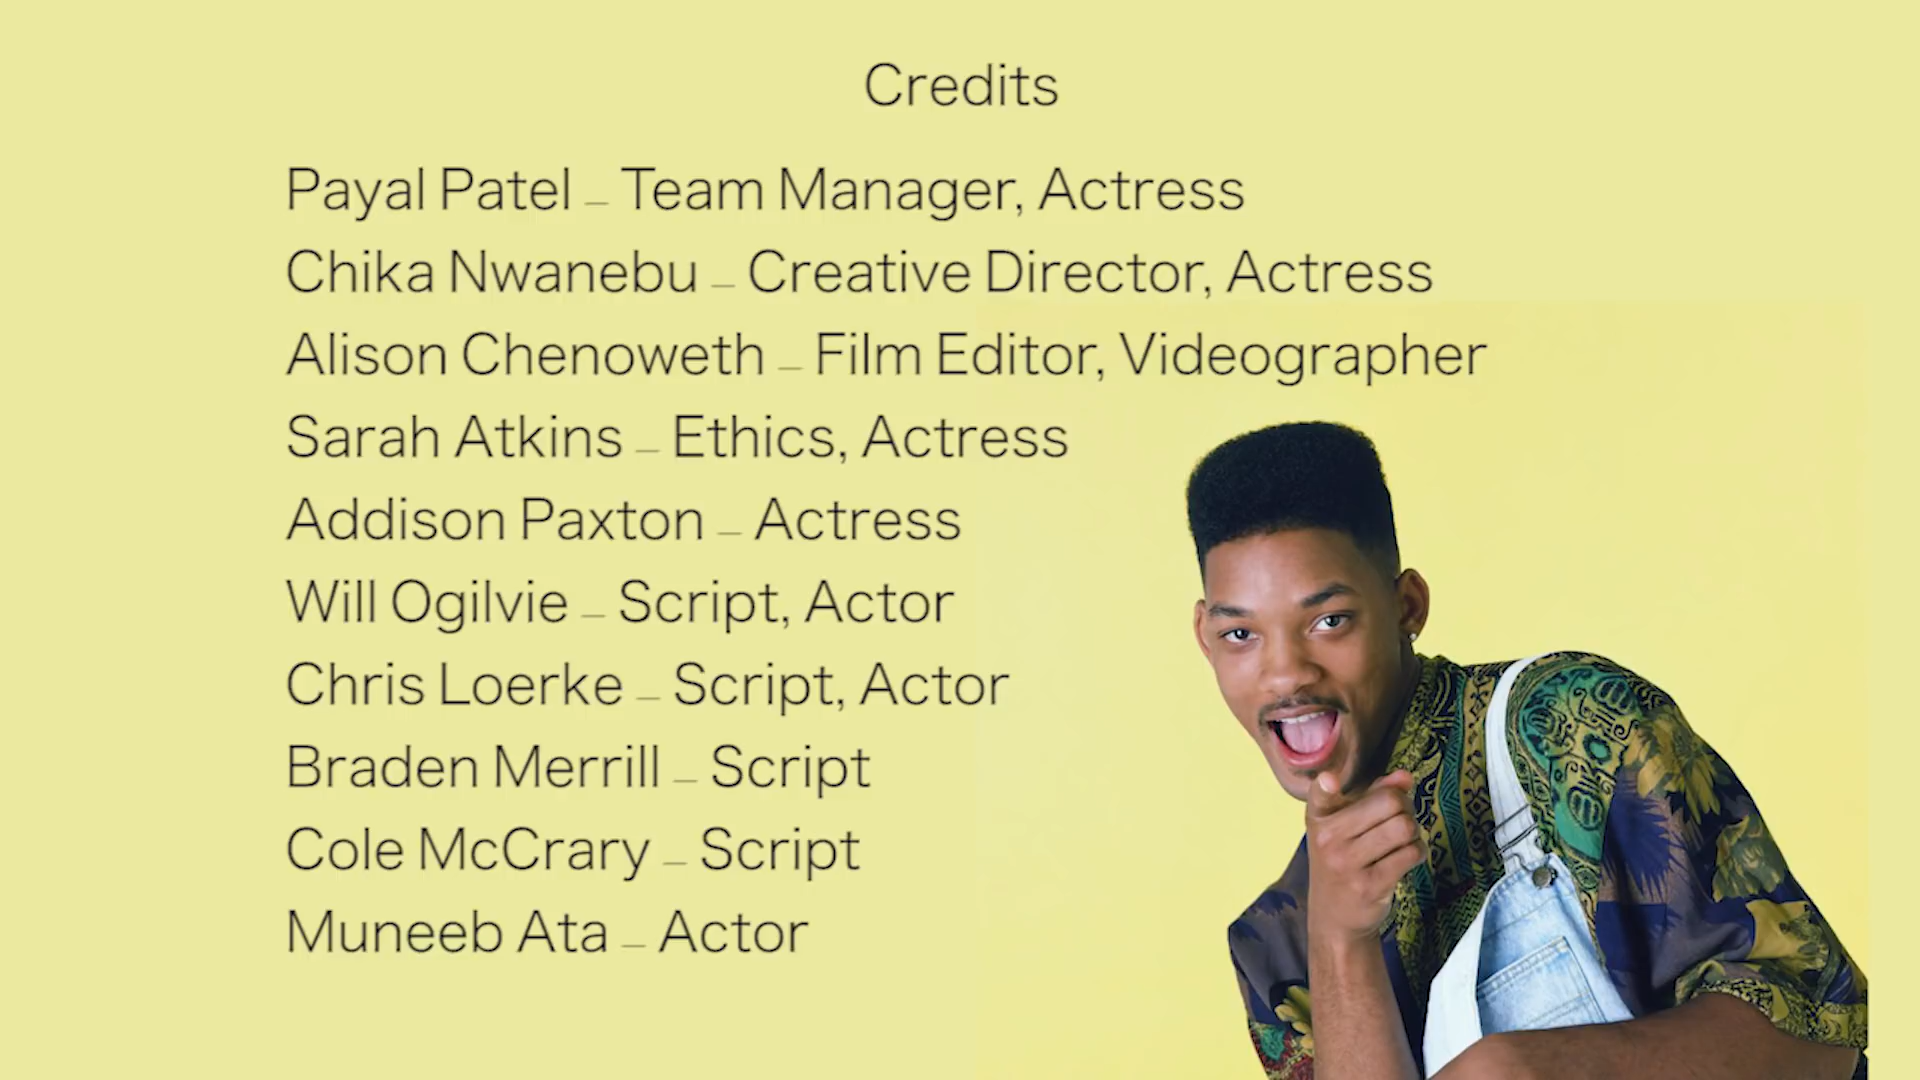 Credits
Payal Patel – Team Manager, Actress
Chika Nwanebu – Creative Director, Actress
Alison Chenoweth – Film Editor, Videographer
Sarah Atkins – Ethics, Actress
Addison Paxton – Actress
Will Ogilvie – Script, Actor
Chris Loerke – Script, Actor
Braden Merrill – Script
Cole McCrary – Script
Muneeb Ata – Actor